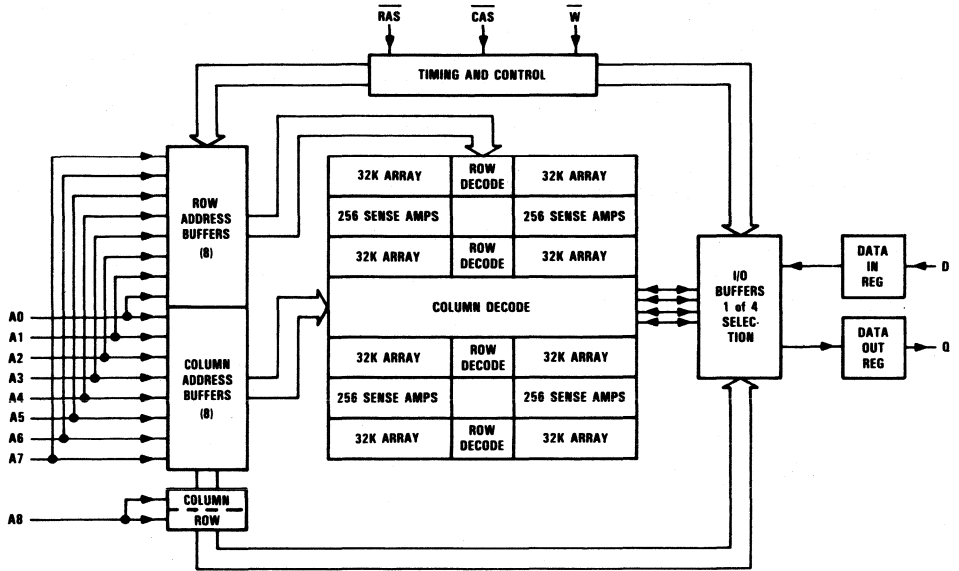 RAS CAS W
TIMING AND CONTROL
ROW
ADDRESS
BUFFERS
(8)
32K ARRAY ROW DECODE 32K ARRAY
256 SENSE AMPS 256 SENSE AMPS
32K ARRAY ROW DECODE 32K ARRAY
COLUMN DECODE
32K ARRAY ROW DECODE 32K ARRAY
256 SENSE AMPS 256 SENSE AMPS
32K ARRAY ROW DECODE 32K ARRAY
I/O
BUFFERS
1 of 4
SELEC-
TION
DATA
IN
REG
D
DATA
OUT
REG
Q
A0
A1
A2
A3
A4
A5
A6
A7
COLUMN
ADDRESS
BUFFERS
(8)
A8
COLUMN
ROW